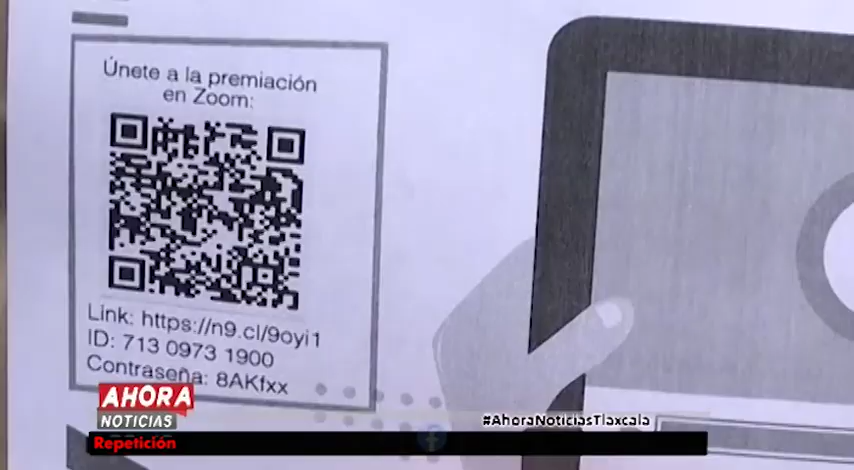 Únete a la premiación
en Zoom:
Link: https://n9.cl/9oyi1
ID: 713 0973 1900
Contraseña: 8AKfxx
AHORA
NOTICIAS
#AhoraNoticiasTlaxcala
Repetición